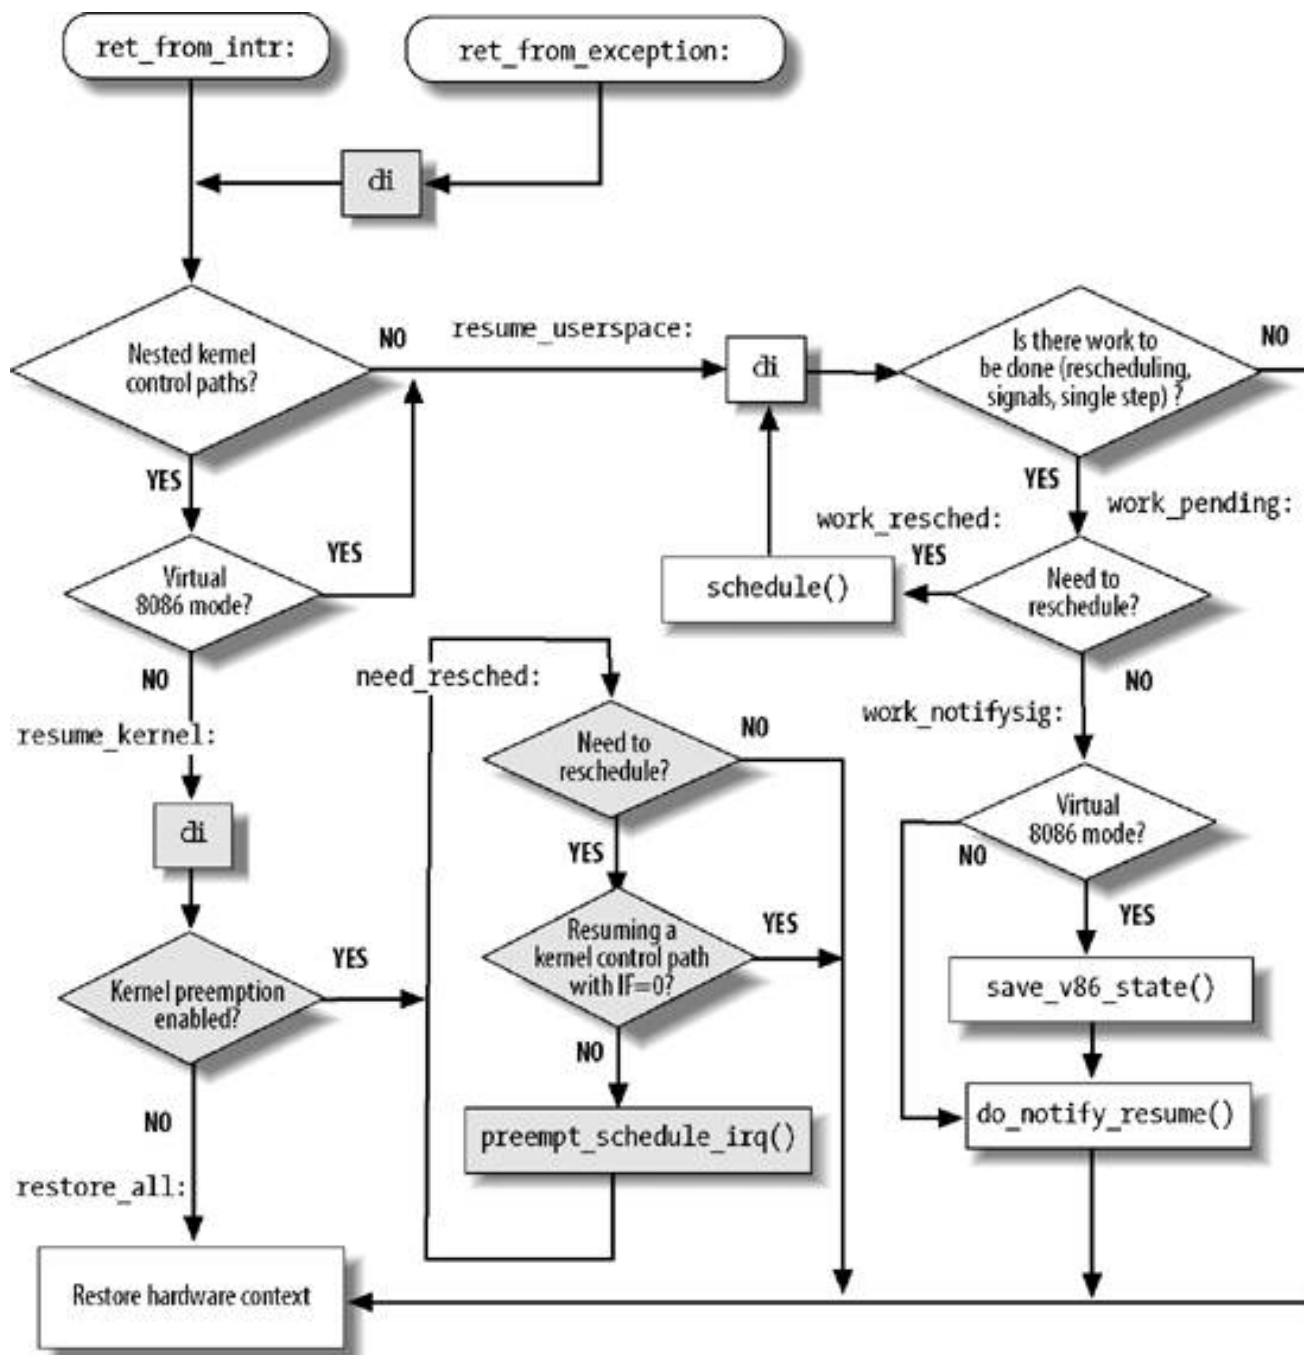 ret_from_intr:
ret_from_exception:
cli
Nested kernel
control paths?
NO
resume_userspace:
cli
Is there work to
be done (rescheduling,
signals, single step) ?
NO
YES
YES
work_pending:
Virtual
8086 mode?
YES
work_resched:
YES
schedule()
Need to
reschedule?
NO
NO
resume_kernel:
need_resched:
Need to
reschedule?
NO
work_notifysig:
cli
YES
Virtual
8086 mode?
NO
YES
Kernel preemption
enabled?
YES
Resuming a
kernel control path
with IF=0?
YES
save_v86_state()
NO
NO
preempt_schedule_irq()
do_notify_resume()
restore_all:
Restore hardware context